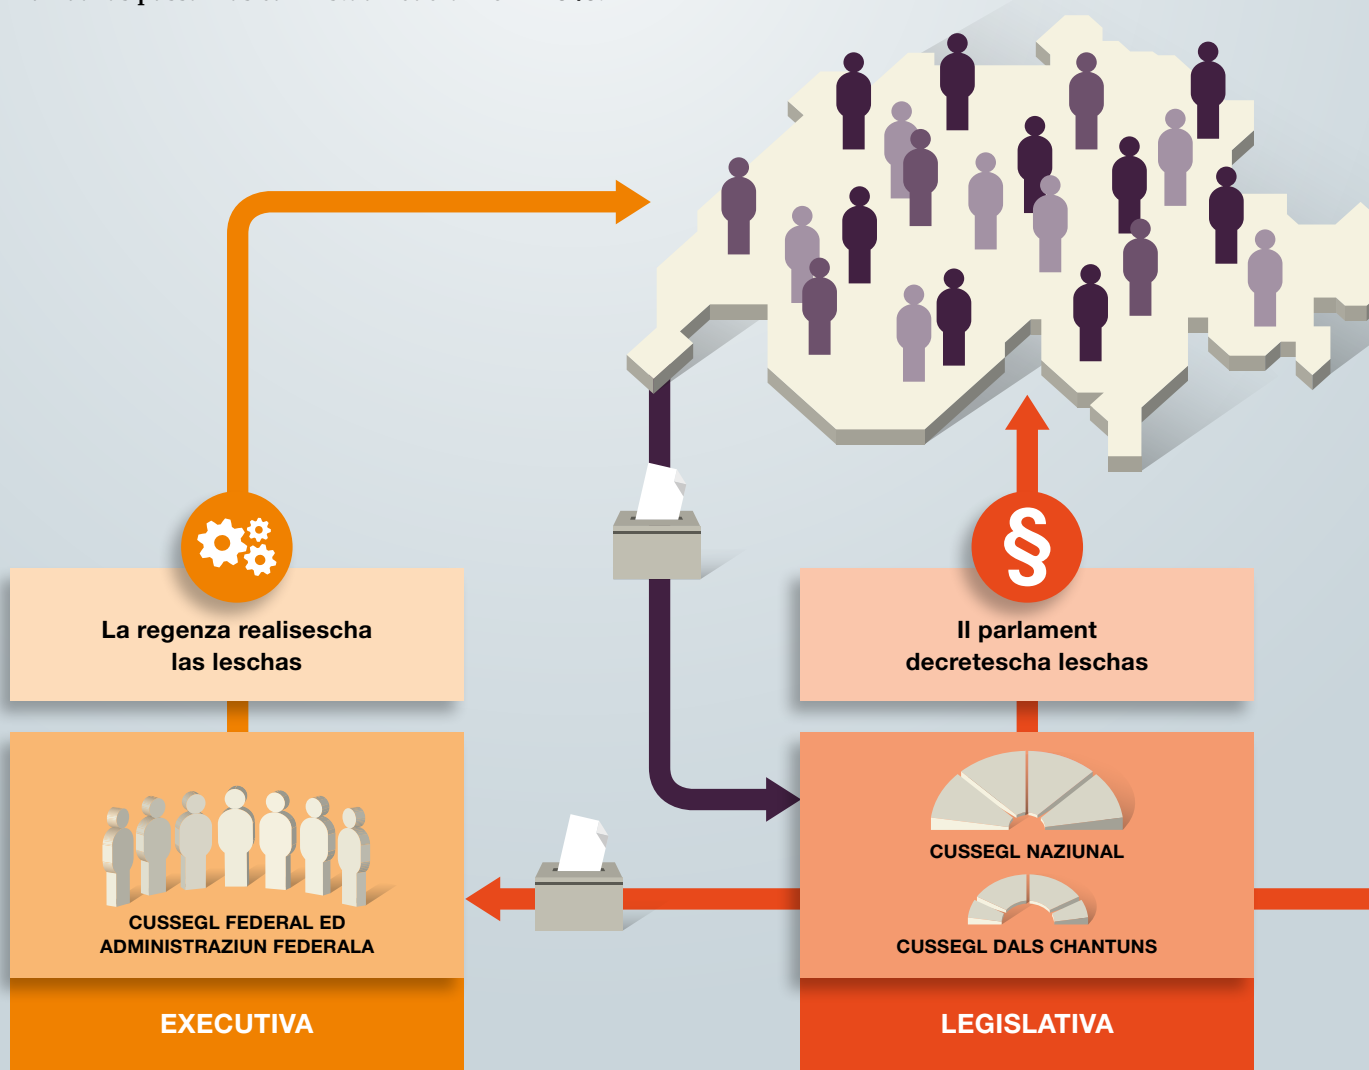 La regenza realisescha
las leschas
Il parlament
decretescha leschas
§
CUSSEGL FEDERAL ED
ADMINISTRAZIUN FEDERALA
CUSSEGL NAZIUNAL
CUSSEGL DALS CHANTUNS
EXECUTIVA
LEGISLATIVA